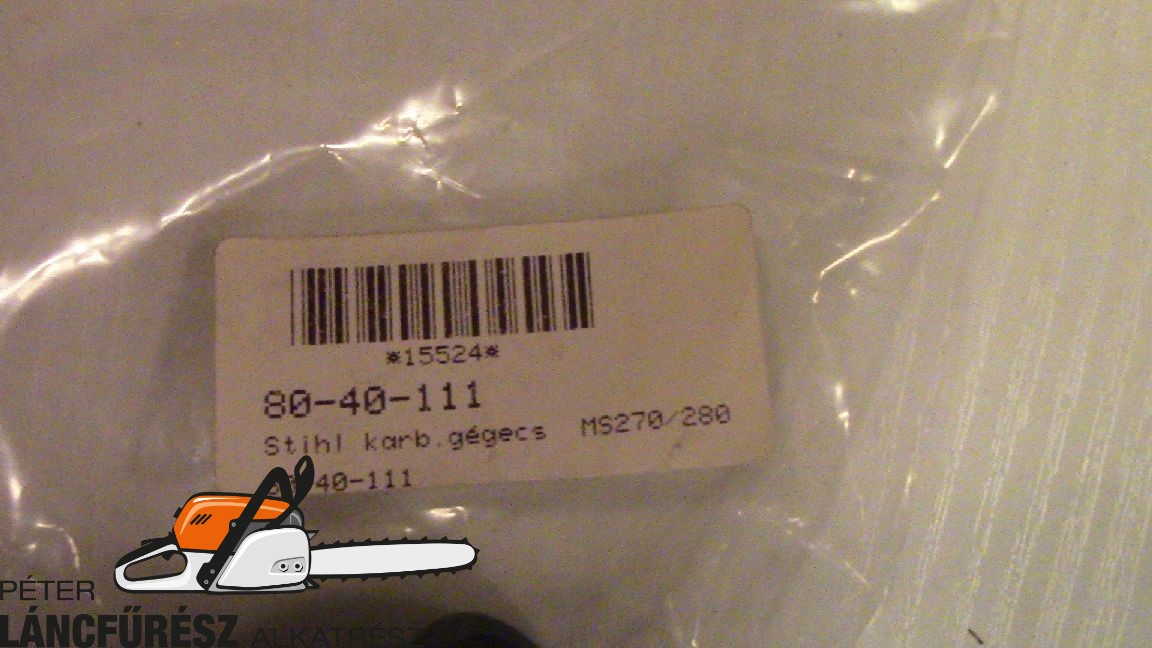 *15524*
80-40-111
Stihl karb.gégecs MS270/280
40-111
PÉTER
LÁNCFŰRÉSZ ALKATRÉSZ